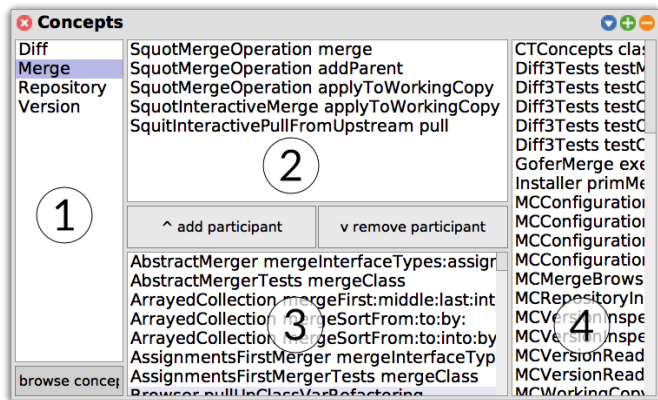 Concepts
Diff
Merge
Repository
Version
1
browse concep
SquotMergeOperation merge
SquotMergeOperation addParent
SquotMergeOperation applyToWorkingCopy
SquotInteractiveMerge applyToWorkingCopy
SquitInteractivePullFromUpstream pull
2
^ add participant
v remove participant
AbstractMerger mergeInterfaceTypes:assigr
AbstractMergerTests mergeClass
ArrayedCollection mergeFirst:middle:last:int
ArrayedCollection mergeSortFrom:to:by:
ArrayedCollection mergeSortFrom:to:into:by
AssignmentsFirstMerger mergeInterfaceTyp
AssignmentsFirstMergerTests mergeClass
Browser pullUpClassVarRefactoring
3
CTConcepts clas
Diff3Tests testM
Diff3Tests testC
Diff3Tests testC
Diff3Tests testC
Diff3Tests testC
GoferMerge exe
Installer primMe
MCConfiguration
MCConfiguration
MCConfiguration
MCConfiguration
MCMergeBrows
MCRepositoryIn
MCVersionInspe
MCVersionInspe
MCVersionRead
MCVersionRead
MCWorkingCopy
4